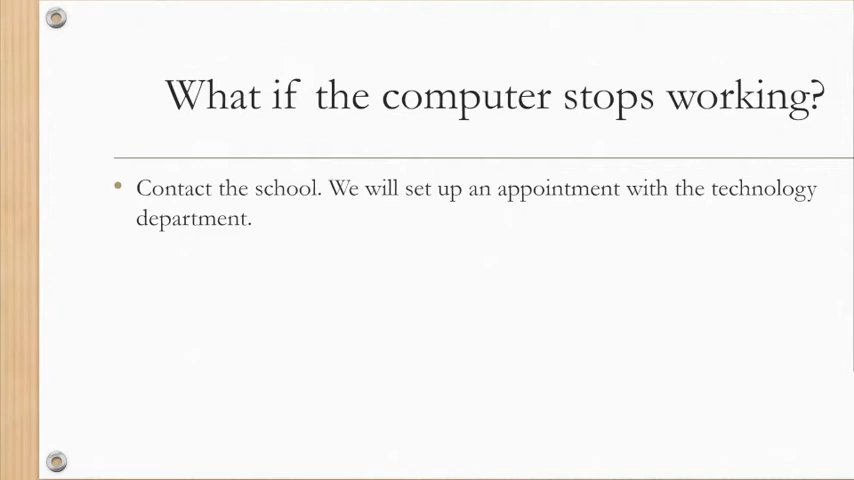 What if the computer stops working?
Contact the school. We will set up an appointment with the technology
department.